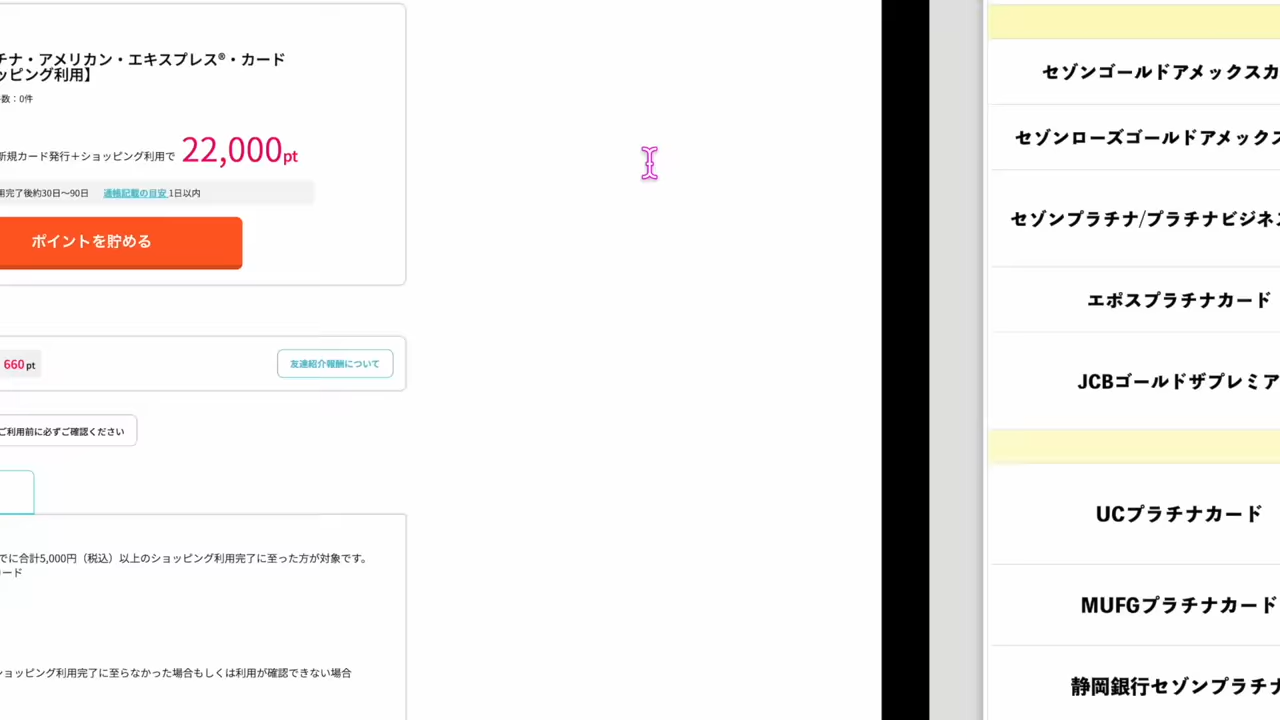 チナ・アメリカン・エキスプレス®・カード
ッピング利用】
数：0件
新規カード発行＋ショッピング利用で 22,000pt
用完了後約30日～90日 通帳記載の目安 1日以内
ポイントを貯める
660pt
友達紹介報酬について
ご利用前に必ずご確認ください
でに合計5,000円（税込）以上のショッピング利用完了に至った方が対象です。
ード
ショッピング利用完了に至らなかった場合もしくは利用が確認できない場合
セゾンゴールドアメックスカ
セゾンローズゴールドアメックス
セゾンプラチナ/プラチナビジネス
エポスプラチナカード
JCBゴールドザプレミア
UCプラチナカード
MUFGプラチナカード
静岡銀行セゾンプラチナ